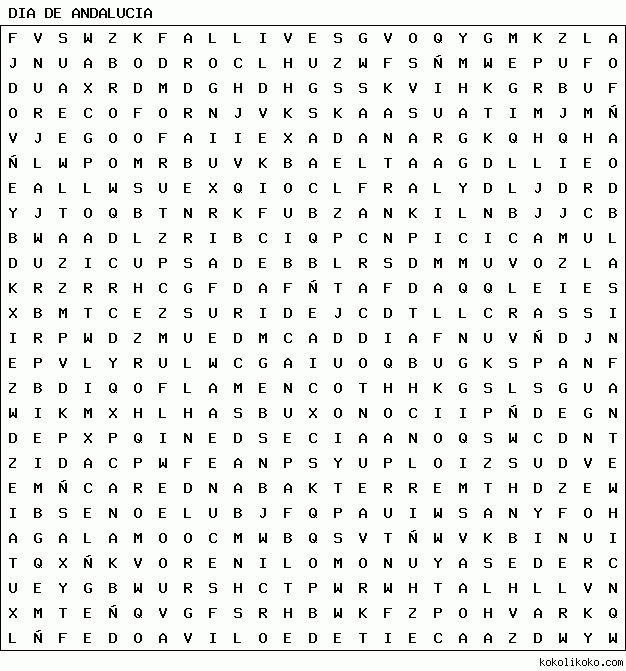 DIA DE ANDALUCIA
F V S W Z K F A L L I V E S G V O Q Y G M K Z L A
J N U A B O D R O C L H U Z W F S Ñ M W E P U F O
D U A X R D M D G H D H G S S K V I H K G R B U F
O R E C O F O R N J V K S K A A S U A T I M J M Ñ
V J E G O O F A I I E X A D A N A R G K Q H Q H A
Ñ L W P O M R B U V K B A E L T A A G D L L I E O
E A L L W S U E X Q I O C L F R A L Y D L J D R D
Y J T O Q B T N R K F U B Z A N K I L N B J J C B
B W A A D L Z R I B C I Q P C N P I C I C A M U L
D U Z I C U P S A D E B B L R S D M M U V O Z L A
K R Z R R H C G F D A F Ñ T A F D A Q Q L E I E S
X B M T C E Z S U R I D E J C D T L L C R A S S I
I R P W D Z M U E D M C A D D I A F N U V Ñ D J N
E P V L Y R U L W C G A I U O Q B U G K S P A N F
Z B D I Q O F L A M E N C O T H H K G S L S G U A
W I K M X H L H A S B U X O N O C I I P Ñ D E G N
D E P X P Q I N E D S E C I A A N O Q S W C D N T
Z I D A C P W F E A N P S Y U P L O I Z S U D V E
E M Ñ C A R E D N A B A K T E R R E M T H D Z E W
I B S E N O E L U B J F Q P A U I W S A N Y F O H
A G A L A M O O C M W B Q S V T Ñ W V K B I N U I
T Q X Ñ K V O R E N I L O M O N U Y A S E D E R C
U E Y G B W U R S H C T P W R W H T A L H L L V N
X M T E Ñ Q V G F S R H B W K F Z P O H V A R K Q
L Ñ F E D O A V I L O E D E T I E C A A Z D W Y W
kokolikoko.com